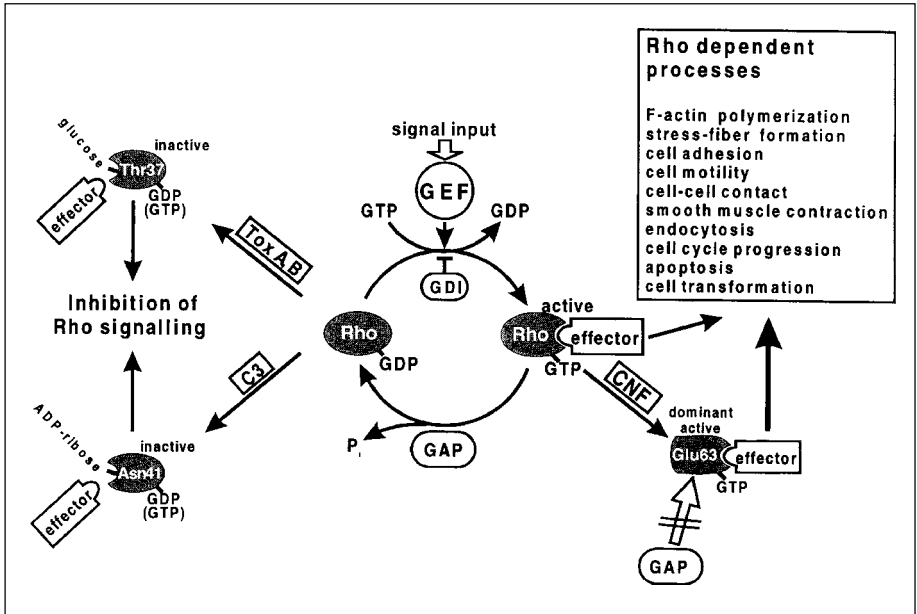 Rho dependent
processes
F-actin polymerization
stress-fiber formation
cell adhesion
cell motility
cell-cell contact
smooth muscle contraction
endocytosis
cell cycle progression
apoptosis
cell transformation
signal input
GEF
GTP
GDP
GDI
Rho
GDP
active
Rho
effector
GTP
GAP
Pi
glucose
inactive
Thr37
effector
GDP
(GTP)
ToxA,B
Inhibition of
Rho signalling
C3
ADP-ribose
inactive
Asn41
effector
GDP
(GTP)
CNF
dominant
active
Glu63
effector
GTP
GAP